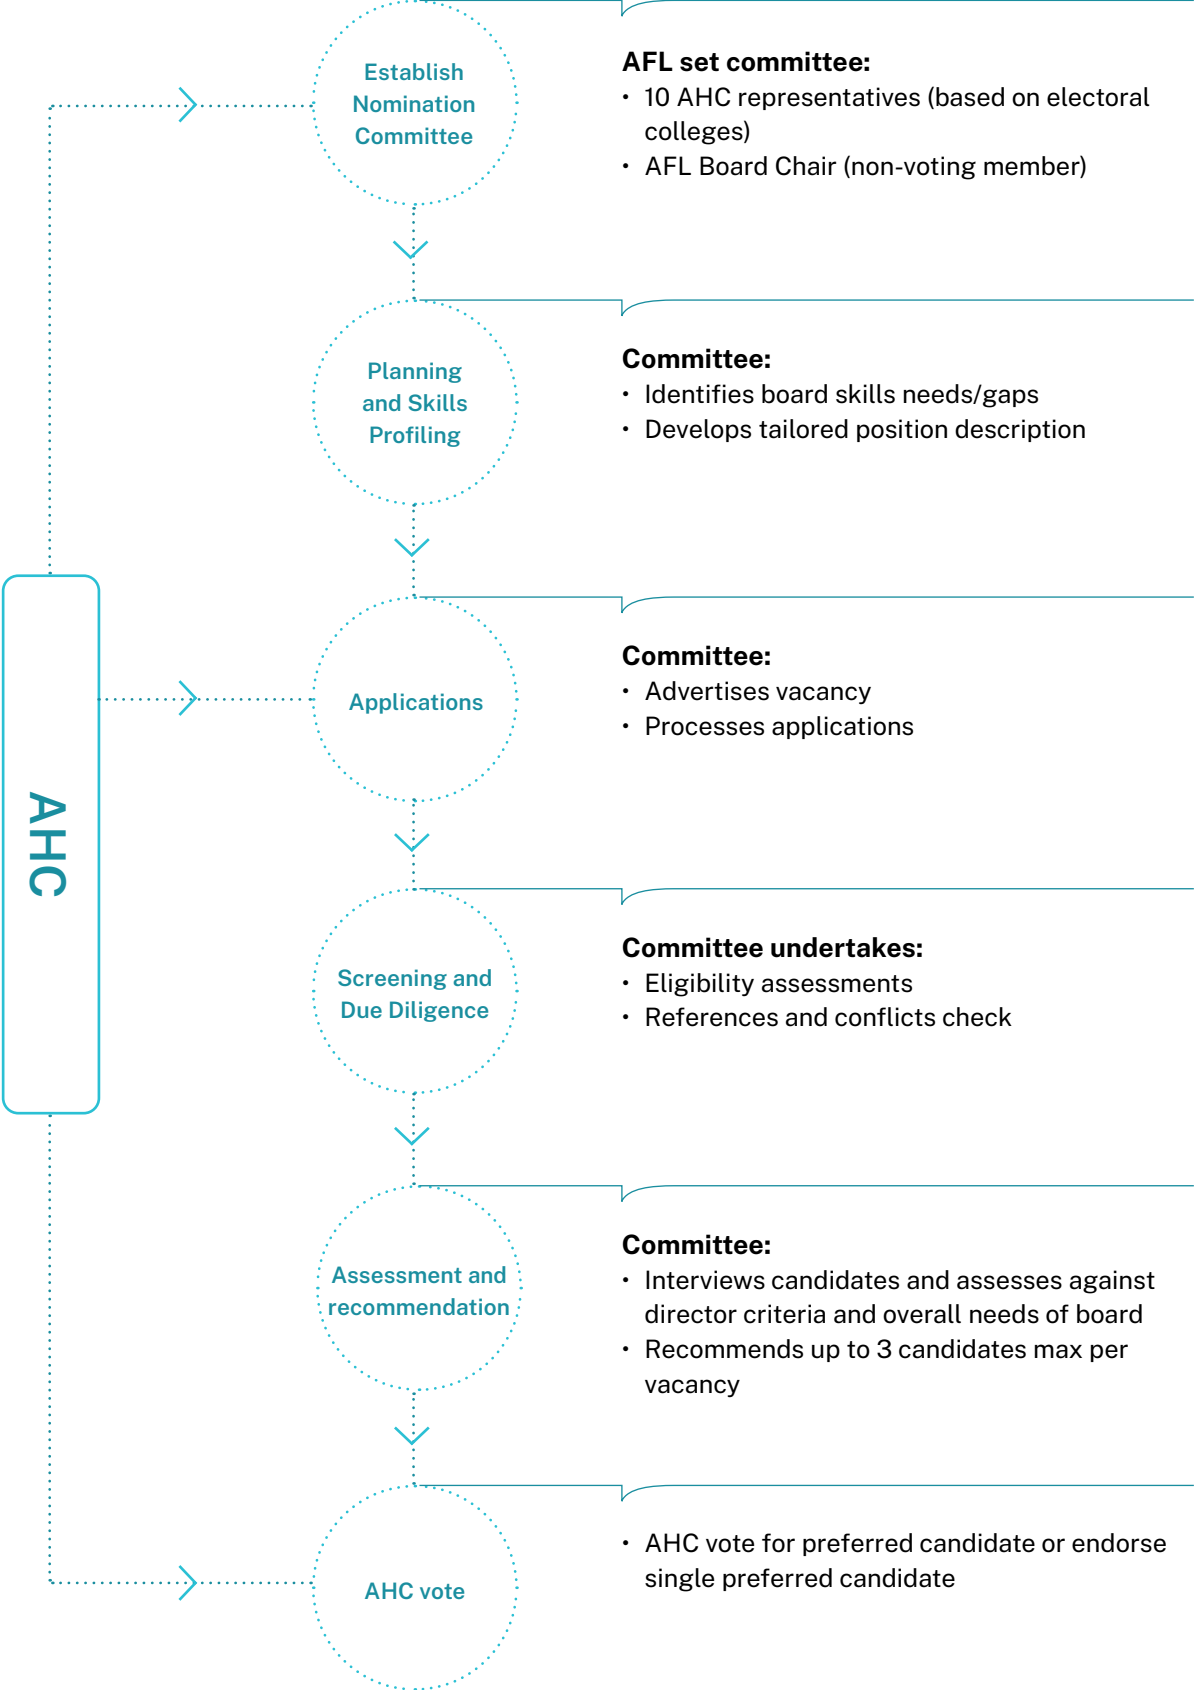 Establish
Nomination
Committee
AFL set committee:
• 10 AHC representatives (based on electoral
colleges)
• AFL Board Chair (non-voting member)
Planning
and Skills
Profiling
Committee:
• Identifies board skills needs/gaps
• Develops tailored position description
Applications
Committee:
• Advertises vacancy
• Processes applications
AHC
Screening and
Due Diligence
Committee undertakes:
• Eligibility assessments
• References and conflicts check
Assessment and
recommendation
Committee:
• Interviews candidates and assesses against
director criteria and overall needs of board
• Recommends up to 3 candidates max per
vacancy
AHC vote
• AHC vote for preferred candidate or endorse
single preferred candidate